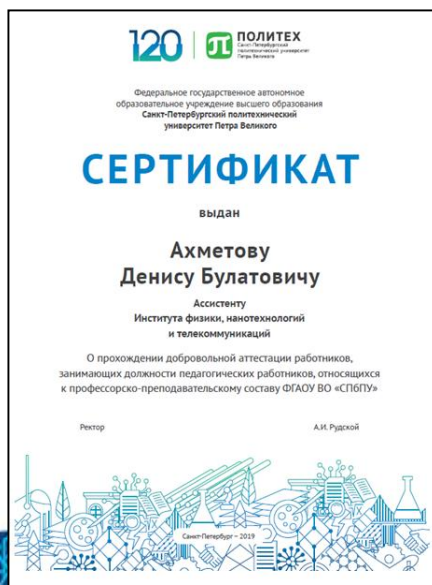 120
ПОЛИТЕХ
Санкт-Петербургский
политехнический университет
Петра Великого
Федеральное государственное автономное
образовательное учреждение высшего образования
Санкт-Петербургский политехнический
университет Петра Великого
СЕРТИФИКАТ
выдан
Ахметову
Денису Булатовичу
Ассистенту
Института физики, нанотехнологий
и телекоммуникаций
О прохождении добровольной аттестации работников,
занимающих должности педагогических работников, относящихся
к профессорско-преподавательскому составу ФГАОУ ВО «СПбПУ»
Ректор
А.И. Рудской
Санкт-Петербург – 2019